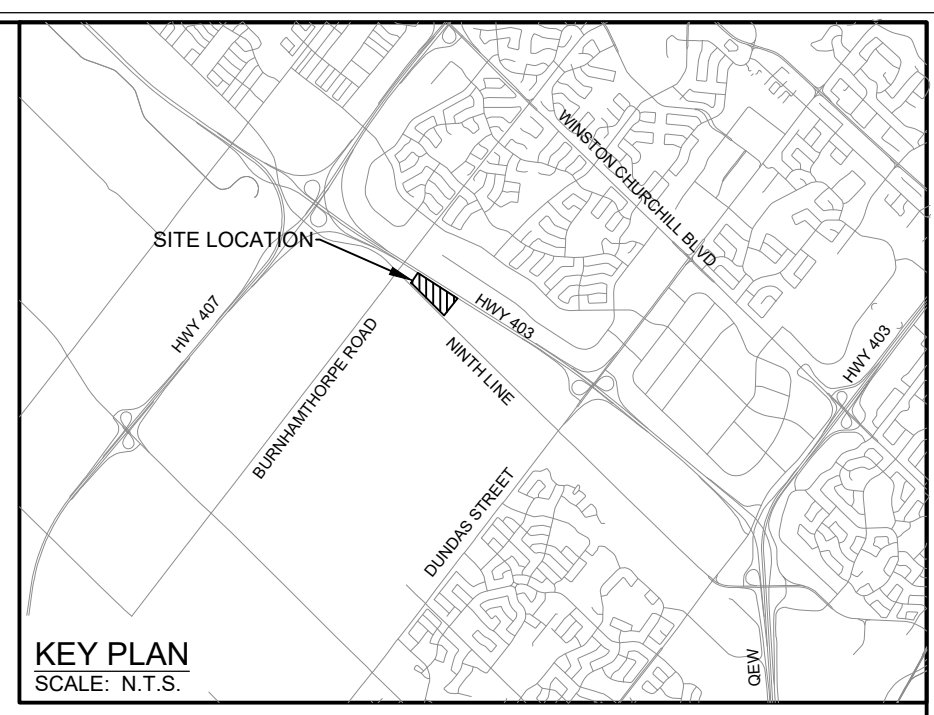 WINSTON CHURCHILL BLVD
SITE LOCATION
HWY 407
HWY 403
HWY 403
BURNHAMTHORPE ROAD
NINTH LINE
DUNDAS STREET
QEW
KEY PLAN
SCALE: N.T.S.